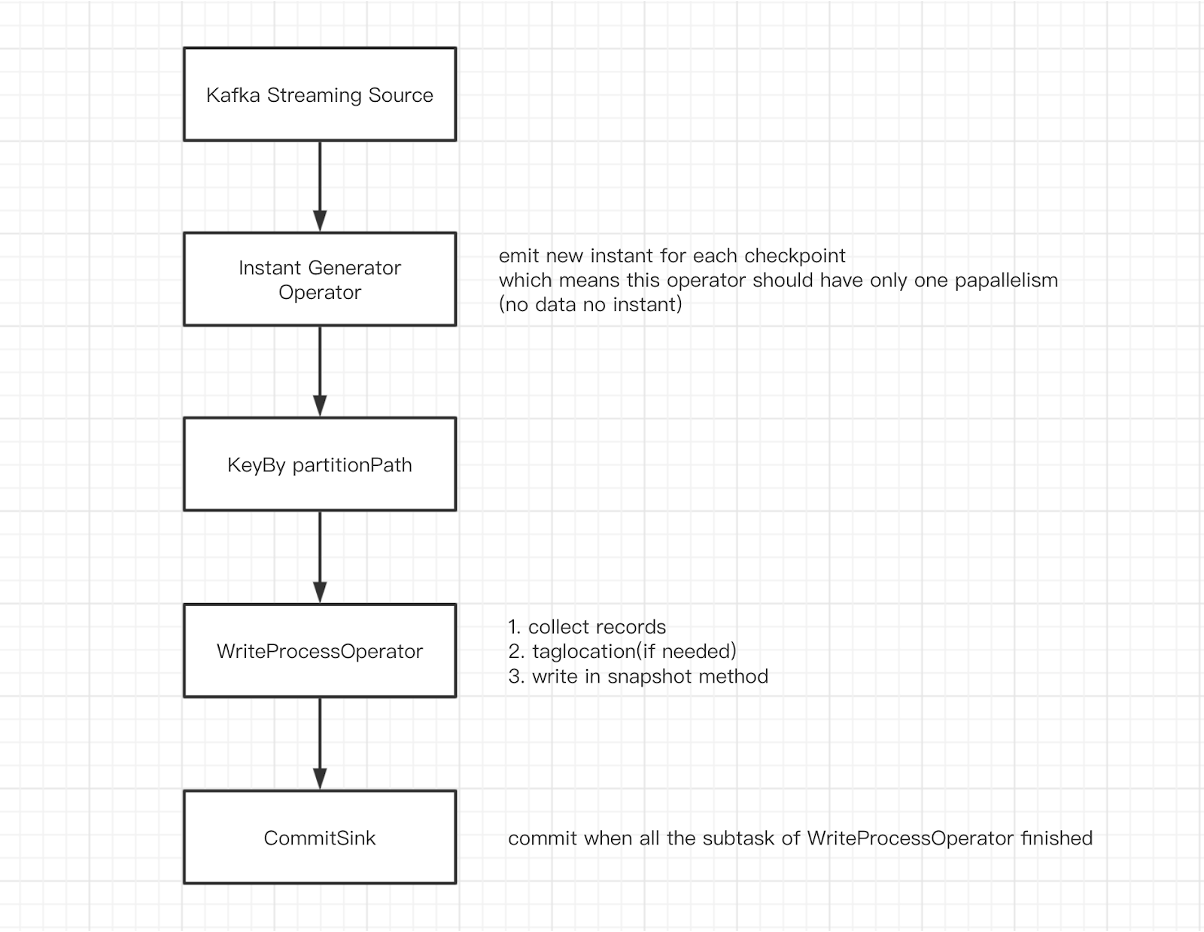 Kafka Streaming Source
Instant Generator
Operator
emit new instant for each checkpoint
which means this operator should have only one papallelism
(no data no instant)
KeyBy partitionPath
WriteProcessOperator
1. collect records
2. taglocation(if needed)
3. write in snapshot method
CommitSink
commit when all the subtask of WriteProcessOperator finished